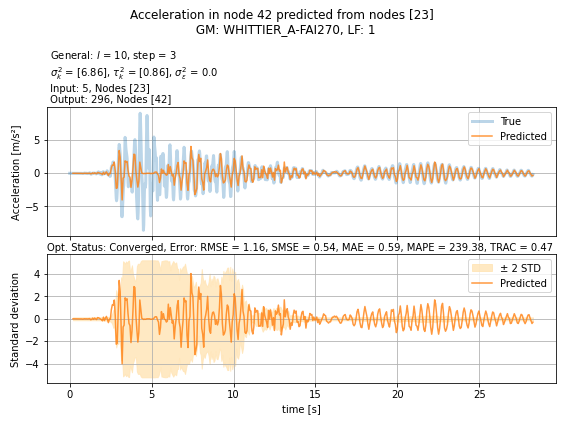 Acceleration in node 42 predicted from nodes [23]
GM: WHITTIER_A-FAI270, LF: 1
General: l = 10, step = 3
σ²ₖ = [6.86], τ²ₖ = [0.86], σ²ε = 0.0
Input: 5, Nodes [23]
Output: 296, Nodes [42]
Acceleration [m/s²]
5
0
−5
True
Predicted
Opt. Status: Converged, Error: RMSE = 1.16, SMSE = 0.54, MAE = 0.59, MAPE = 239.38, TRAC = 0.47
Standard deviation
4
2
0
−2
−4
± 2 STD
Predicted
0 5 10 15 20 25
time [s]